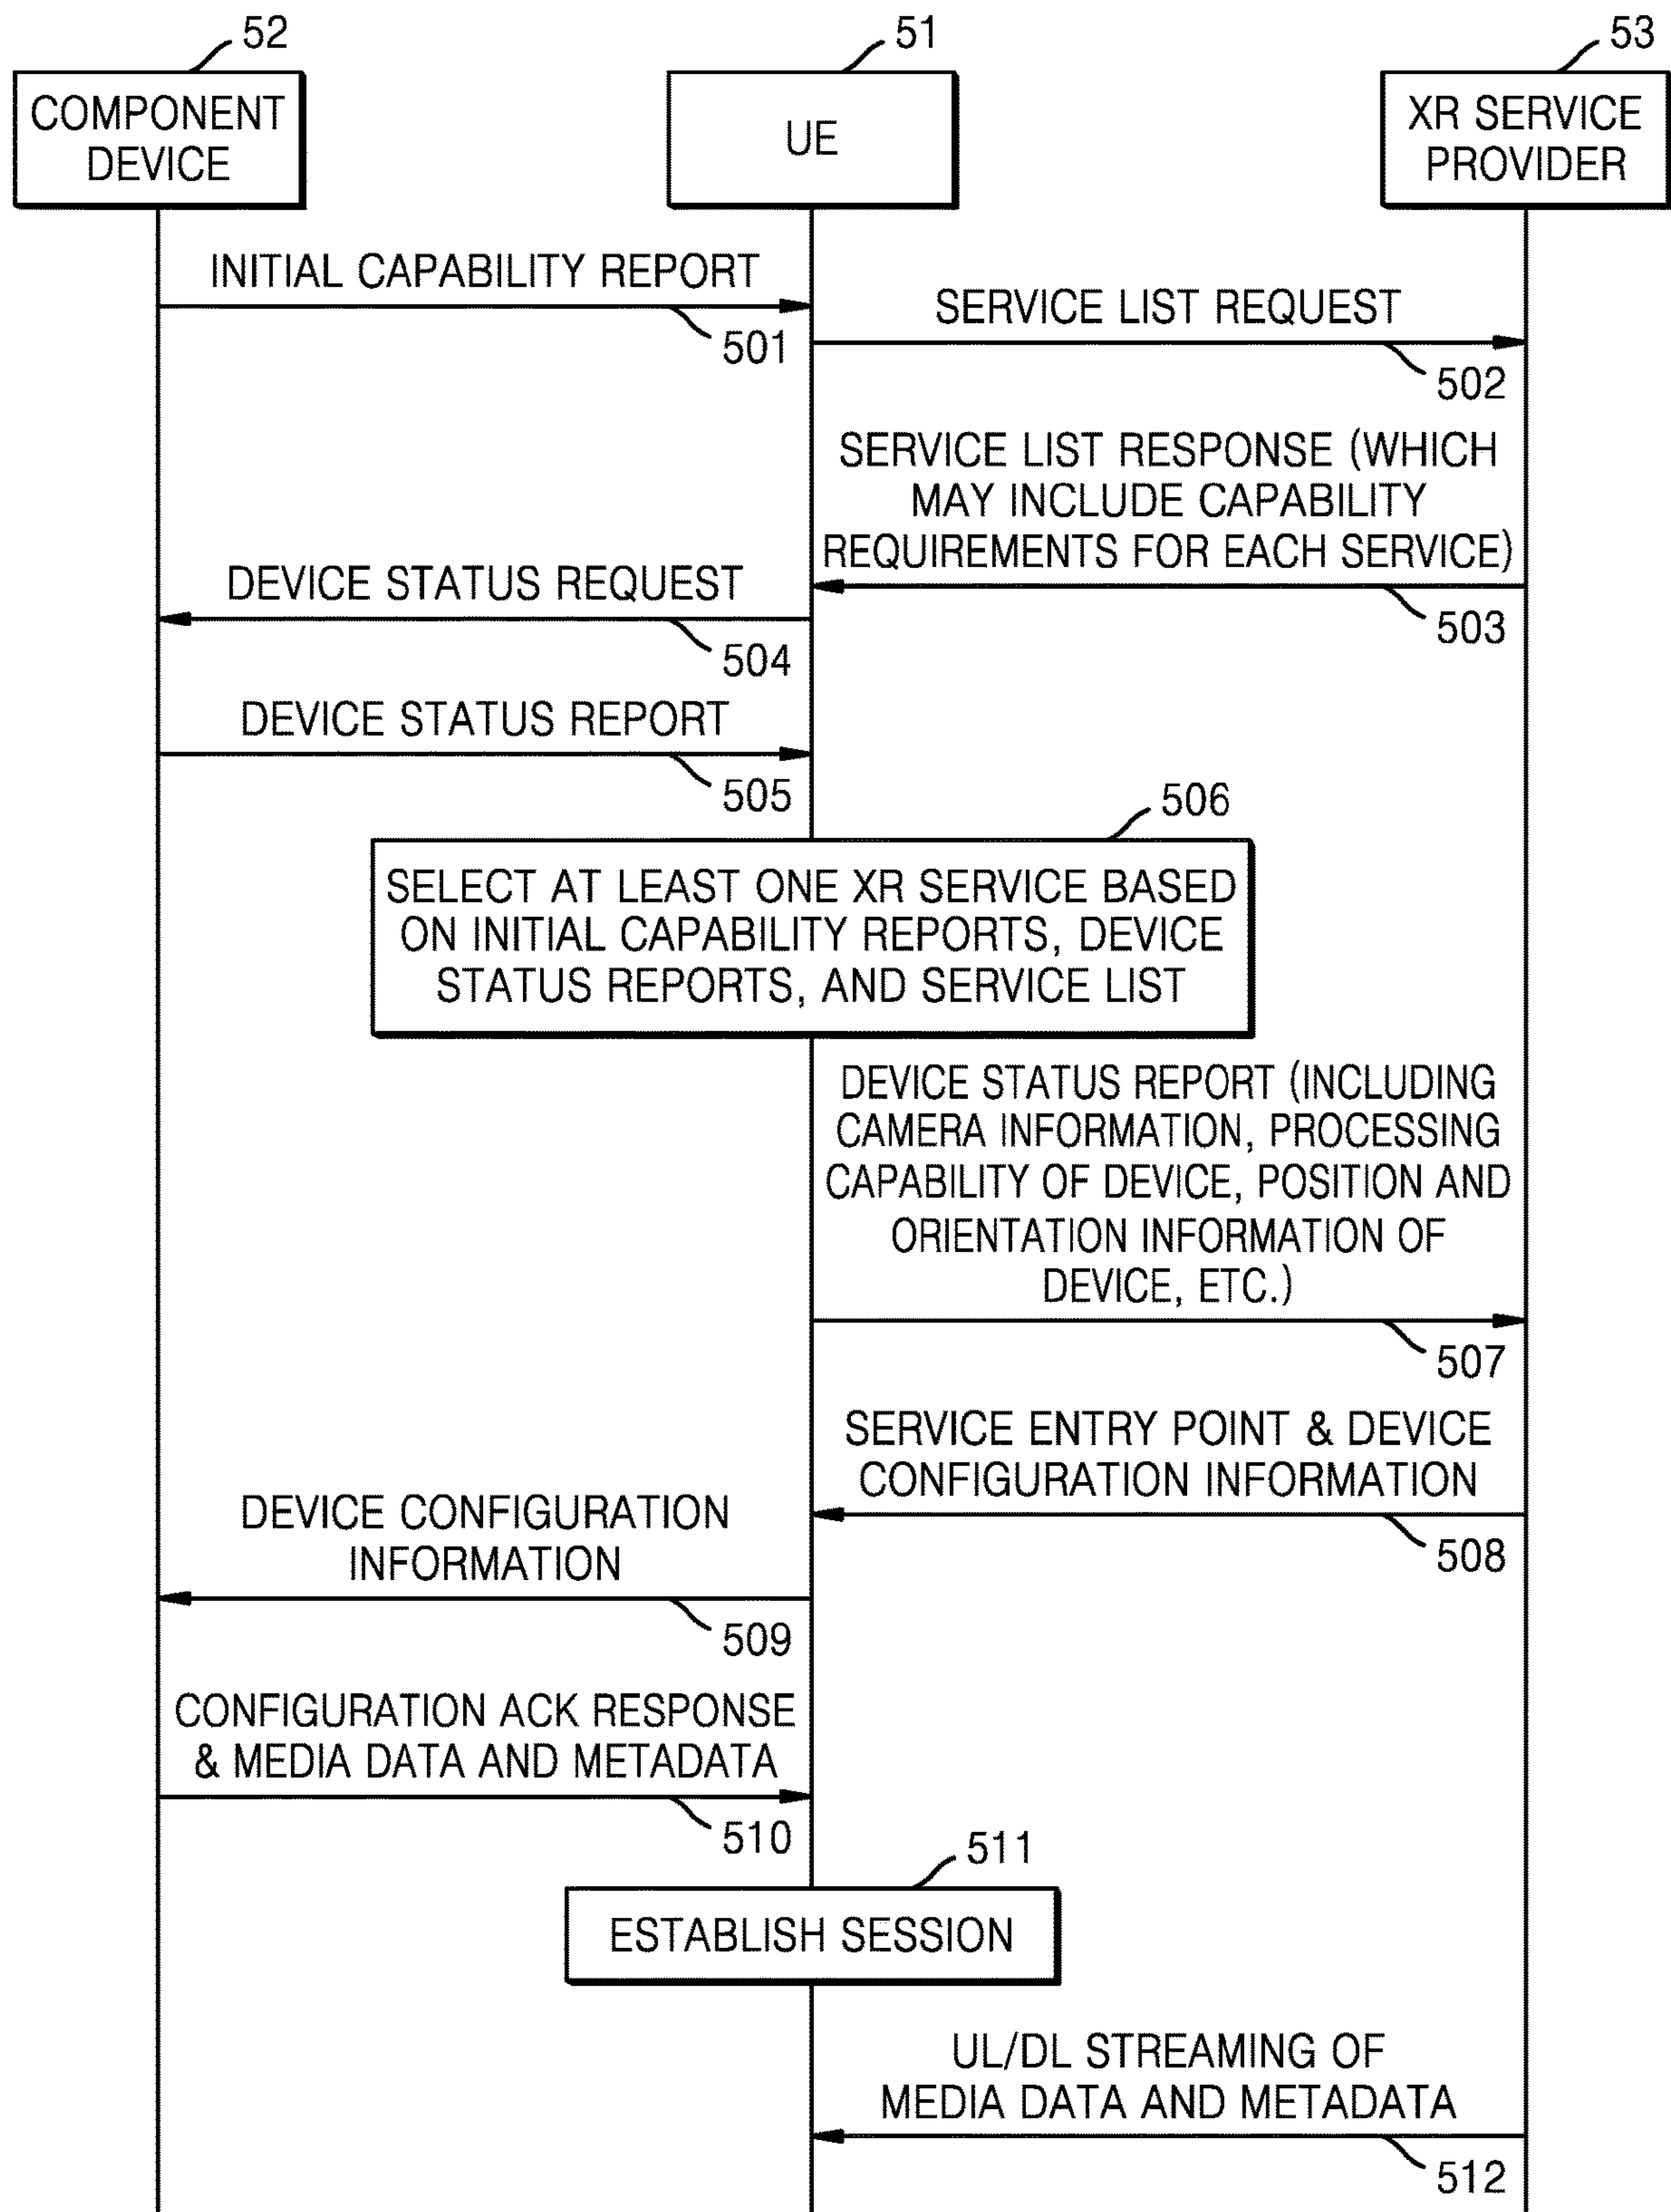 52
51
53
COMPONENT
DEVICE
UE
XR SERVICE
PROVIDER
INITIAL CAPABILITY REPORT
501
SERVICE LIST REQUEST
502
SERVICE LIST RESPONSE (WHICH
MAY INCLUDE CAPABILITY
REQUIREMENTS FOR EACH SERVICE)
503
DEVICE STATUS REQUEST
504
DEVICE STATUS REPORT
505
506
SELECT AT LEAST ONE XR SERVICE BASED
ON INITIAL CAPABILITY REPORTS, DEVICE
STATUS REPORTS, AND SERVICE LIST
DEVICE STATUS REPORT (INCLUDING
CAMERA INFORMATION, PROCESSING
CAPABILITY OF DEVICE, POSITION AND
ORIENTATION INFORMATION OF
DEVICE, ETC.)
507
SERVICE ENTRY POINT & DEVICE
CONFIGURATION INFORMATION
508
DEVICE CONFIGURATION
INFORMATION
509
CONFIGURATION ACK RESPONSE
& MEDIA DATA AND METADATA
510
511
ESTABLISH SESSION
UL/DL STREAMING OF
MEDIA DATA AND METADATA
512